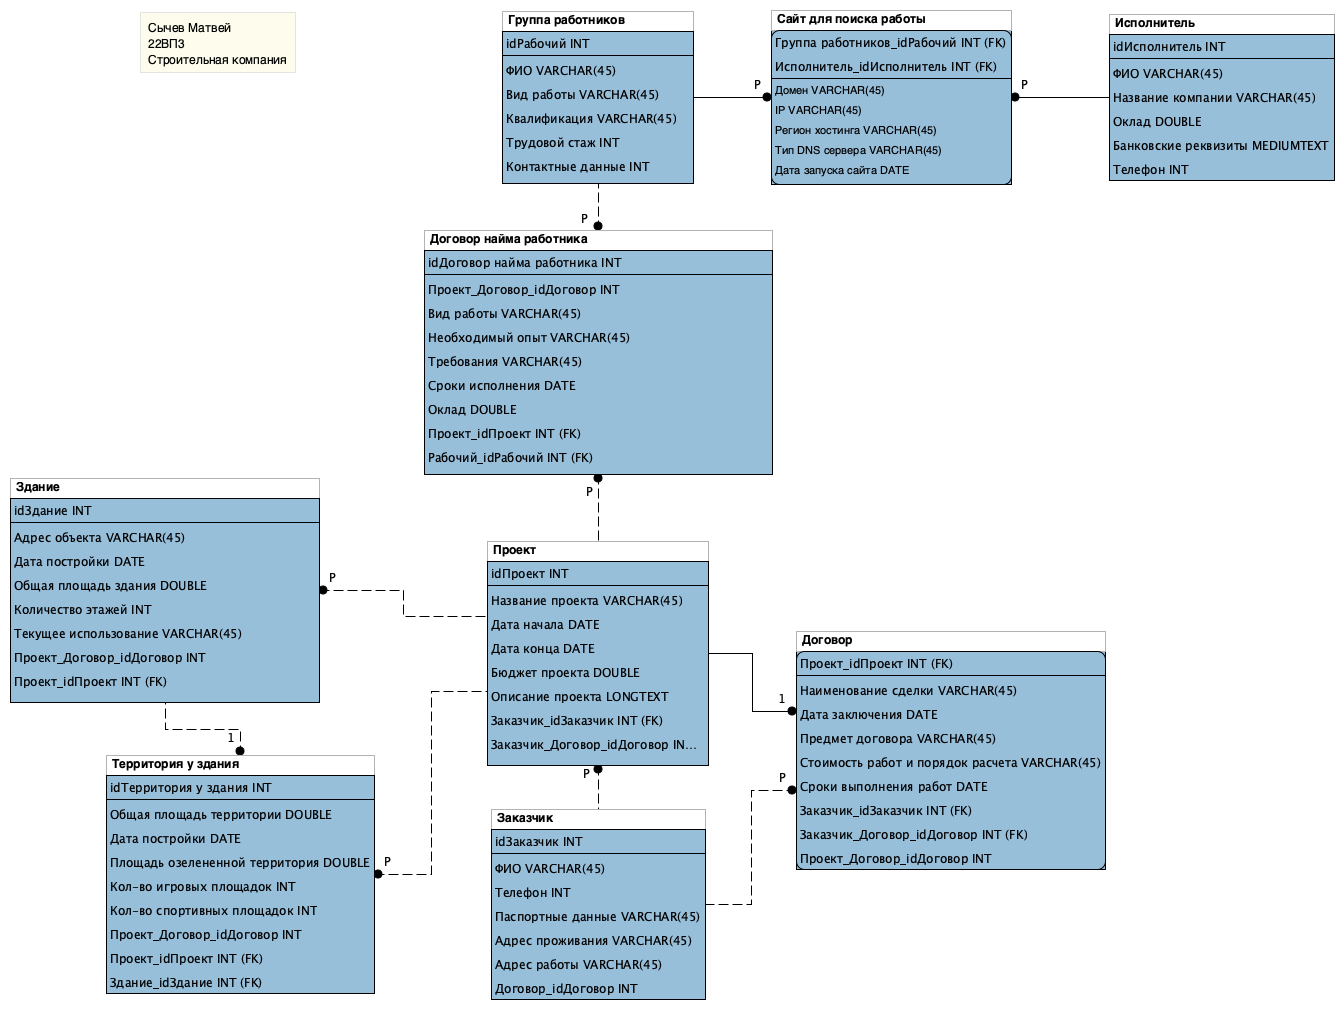 Сычев Матвей
22ВП3
Строительная компания
Группа работников
idРабочий INT
ФИО VARCHAR(45)
Вид работы VARCHAR(45)
Квалификация VARCHAR(45)
Трудовой стаж INT
Контактные данные INT
P
Сайт для поиска работы
Группа работников_idРабочий INT (FK)
Исполнитель_idИсполнитель INT (FK)
Домен VARCHAR(45)
IP VARCHAR(45)
Регион хостинга VARCHAR(45)
Тип DNS сервера VARCHAR(45)
Дата запуска сайта DATE
P
Исполнитель
idИсполнитель INT
ФИО VARCHAR(45)
Название компании VARCHAR(45)
Оклад DOUBLE
Банковские реквизиты MEDIUMTEXT
Телефон INT
P
Договор найма работника
idДоговор найма работника INT
Проект_Договор_idДоговор INT
Вид работы VARCHAR(45)
Необходимый опыт VARCHAR(45)
Требования VARCHAR(45)
Сроки исполнения DATE
Оклад DOUBLE
Проект_idПроект INT (FK)
Рабочий_idРабочий INT (FK)
P
Здание
idЗдание INT
Адрес объекта VARCHAR(45)
Дата постройки DATE
Общая площадь здания DOUBLE
Количество этажей INT
Текущее использование VARCHAR(45)
Проект_Договор_idДоговор INT
Проект_idПроект INT (FK)
P
Проект
idПроект INT
Название проекта VARCHAR(45)
Дата начала DATE
Дата конца DATE
Бюджет проекта DOUBLE
Описание проекта LONGTEXT
Заказчик_idЗаказчик INT (FK)
Заказчик_Договор_idДоговор IN...
P
1
Договор
Проект_idПроект INT (FK)
Наименование сделки VARCHAR(45)
Дата заключения DATE
Предмет договора VARCHAR(45)
Стоимость работ и порядок расчета VARCHAR(45)
Сроки выполнения работ DATE
Заказчик_idЗаказчик INT (FK)
Заказчик_Договор_idДоговор INT (FK)
Проект_Договор_idДоговор INT
P
1
Территория у здания
idТерритория у здания INT
Общая площадь территории DOUBLE
Дата постройки DATE
Площадь озелененной территория DOUBLE
Кол-во игровых площадок INT
Кол-во спортивных площадок INT
Проект_Договор_idДоговор INT
Проект_idПроект INT (FK)
Здание_idЗдание INT (FK)
P
Заказчик
idЗаказчик INT
ФИО VARCHAR(45)
Телефон INT
Паспортные данные VARCHAR(45)
Адрес проживания VARCHAR(45)
Адрес работы VARCHAR(45)
Договор_idДоговор INT